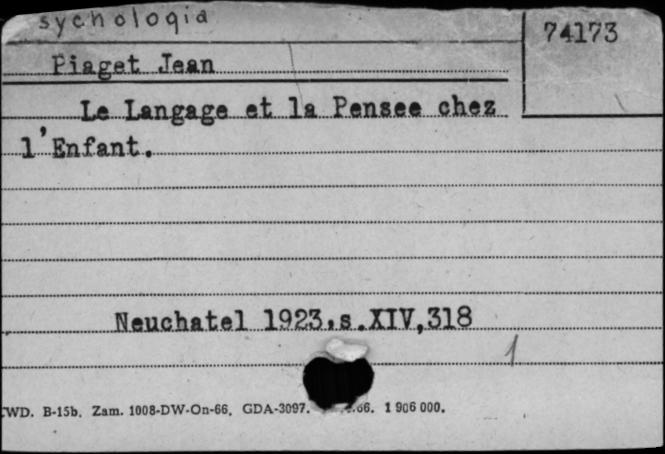 sychologia
74173
Piaget Jean
Le Langage et la Pensee chez
l'Enfant.
Neuchatel 1923,s.XIV,318
1
WD. B-15b. Zam. 1008-DW-On-66. GDA-3097. .66. 1 906 000.